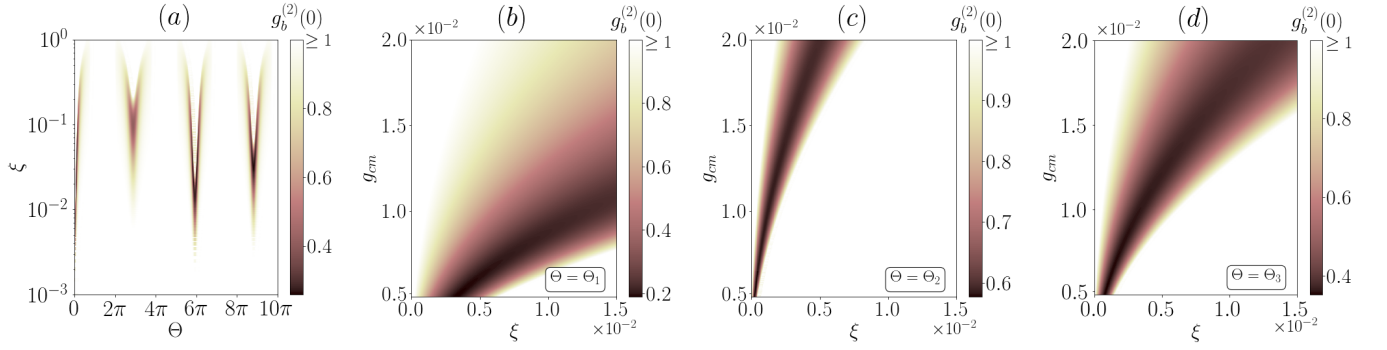 (a)
g_b^{(2)}(0)
≥ 1
10^0
0.8
10^{-1}
ξ
0.6
10^{-2}
0.4
10^{-3}
0 2π 4π 6π 8π 10π
Θ
(b)
×10^{-2}
g_b^{(2)}(0)
2.0
≥ 1
0.8
1.5
g_{cm}
0.6
1.0
0.4
Θ = Θ_1
0.5
0.2
0.0 0.5 1.0 1.5
×10^{-2}
ξ
(c)
×10^{-2}
g_b^{(2)}(0)
2.0
≥ 1
0.9
1.5
0.8
g_{cm}
1.0
0.7
Θ = Θ_2
0.6
0.5
0.0 0.5 1.0 1.5
×10^{-2}
ξ
(d)
×10^{-2}
g_b^{(2)}(0)
2.0
≥ 1
0.8
1.5
g_{cm}
0.6
1.0
0.4
Θ = Θ_3
0.5
0.0 0.5 1.0 1.5
×10^{-2}
ξ